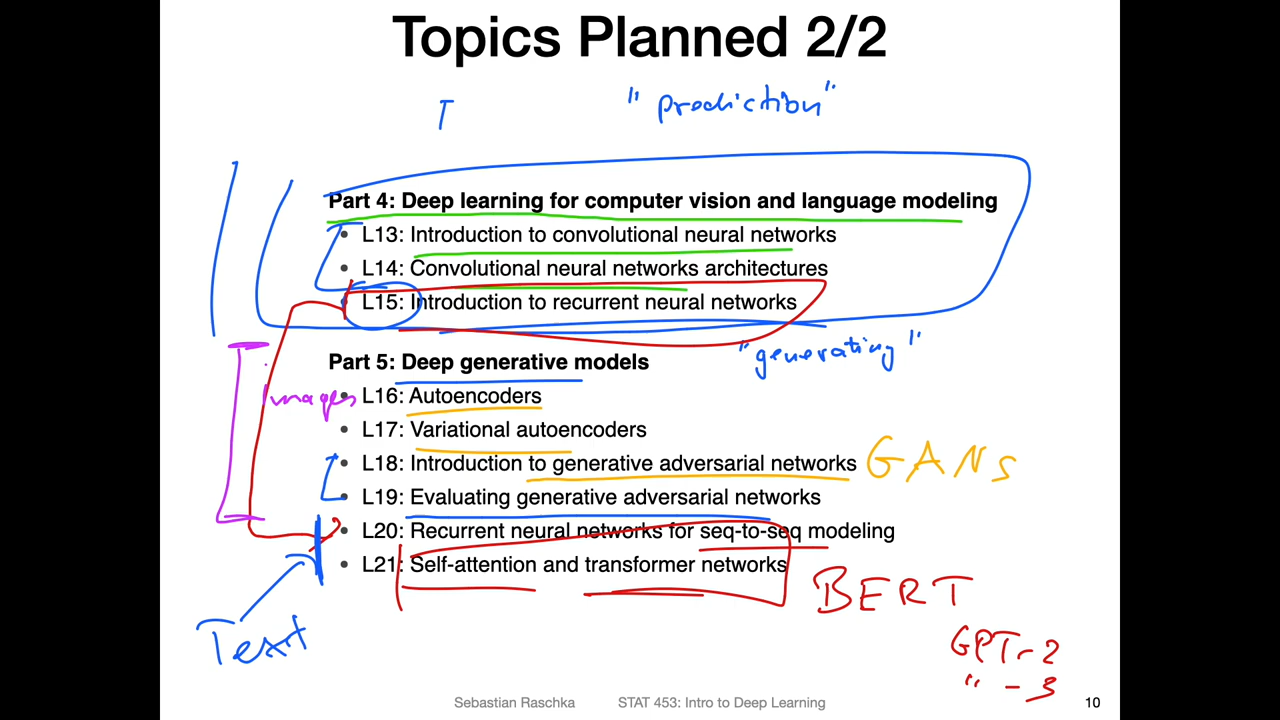 Topics Planned 2/2
T "prediction"
Part 4: Deep learning for computer vision and language modeling
• L13: Introduction to convolutional neural networks
• L14: Convolutional neural networks architectures
• L15: Introduction to recurrent neural networks
"generating"
Part 5: Deep generative models
Images
• L16: Autoencoders
• L17: Variational autoencoders
• L18: Introduction to generative adversarial networks GANs
• L19: Evaluating generative adversarial networks
• L20: Recurrent neural networks for seq-to-seq modeling
• L21: Self-attention and transformer networks
BERT
Text
GPT-2
" -3
Sebastian Raschka STAT 453: Intro to Deep Learning 10